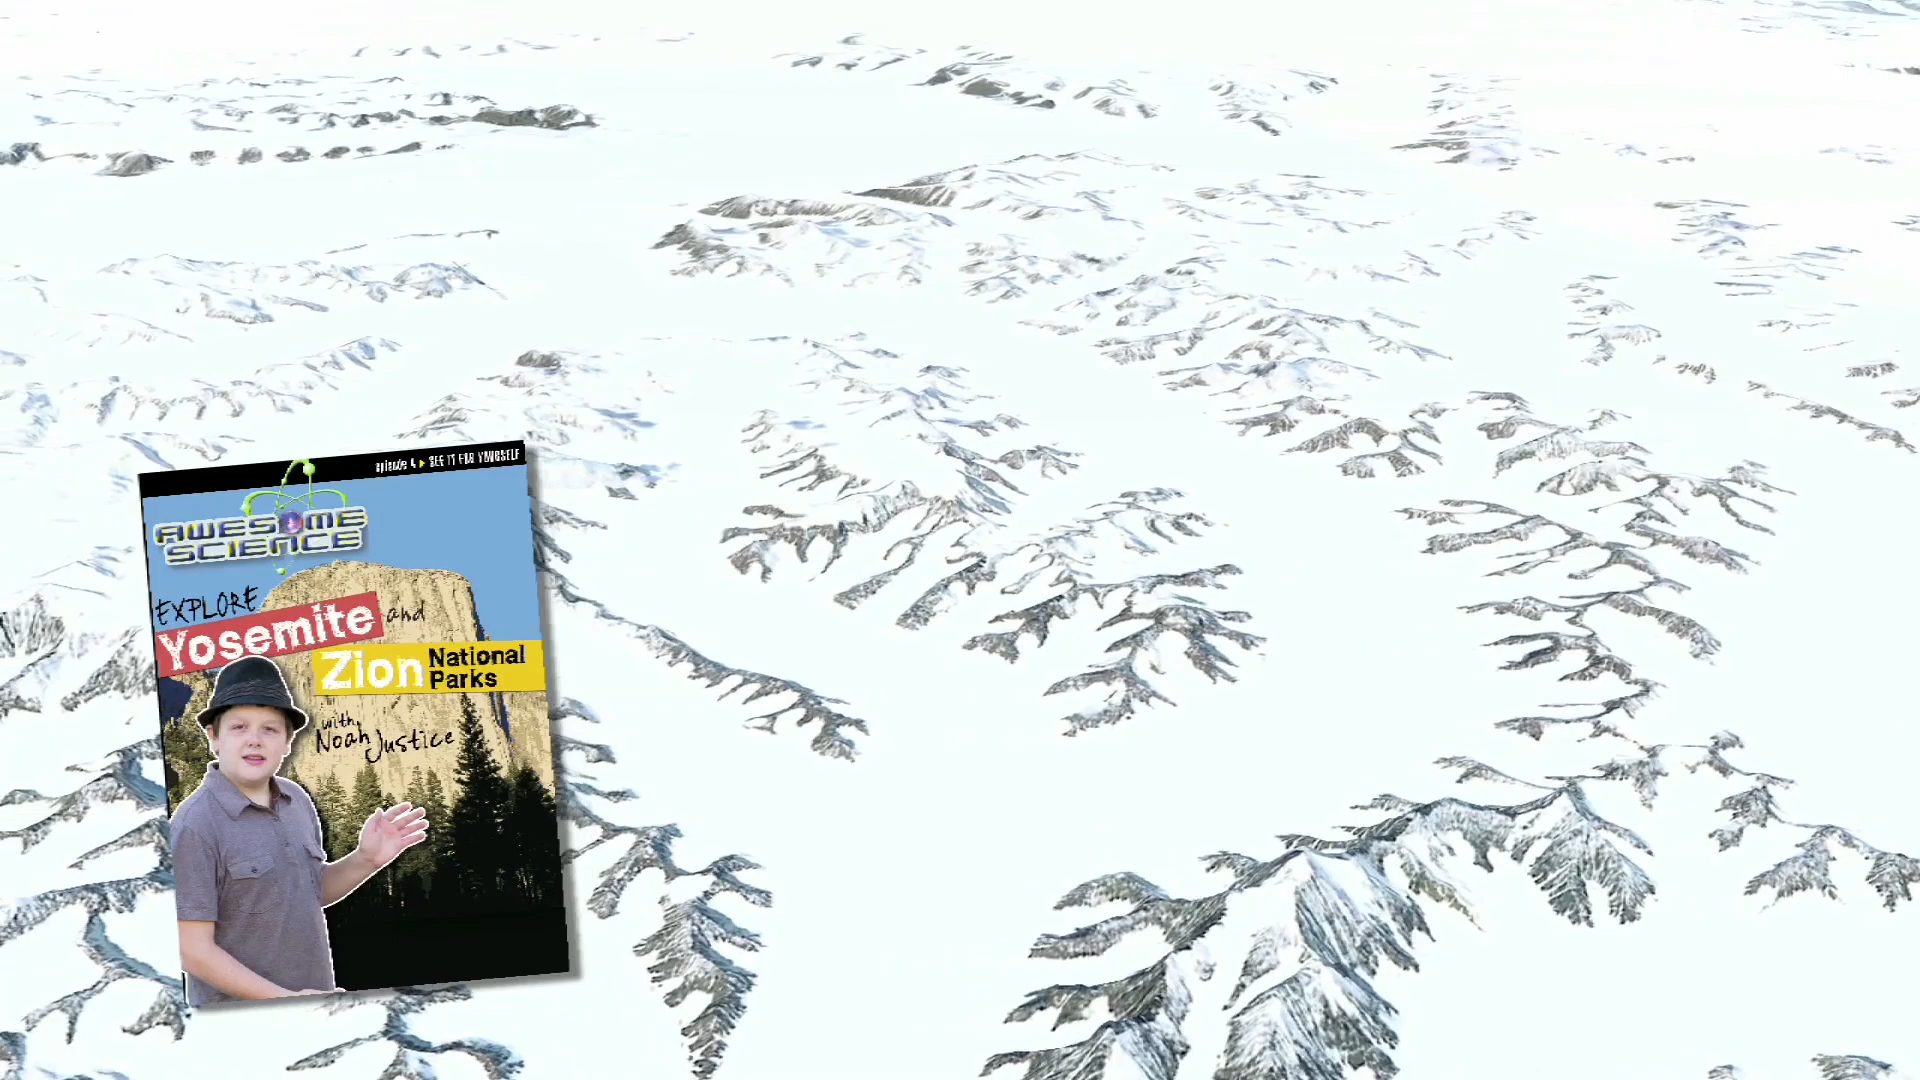 episode 4 ▸ SEE IT FOR YOURSELF
AWESOME
SCIENCE
EXPLORE
Yosemite and
Zion National
Parks
with
Noah Justice